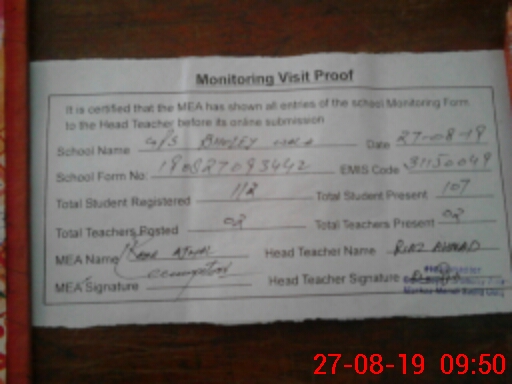 Monitoring Visit Proof
It is certified that the MEA has shown all entries of the school Monitoring Form
to the Head Teacher before its online submission
School Name G/S Date 27-08-19
School Form No: 190827093442 EMIS Code 31150049
Total Student Registered 112 Total Student Present 107
Total Teachers Posted 02 Total Teachers Present 02
MEA Name Head Teacher Name RIAZ AHMAD
MEA Signature Head Teacher Signature
27-08-19 09:50